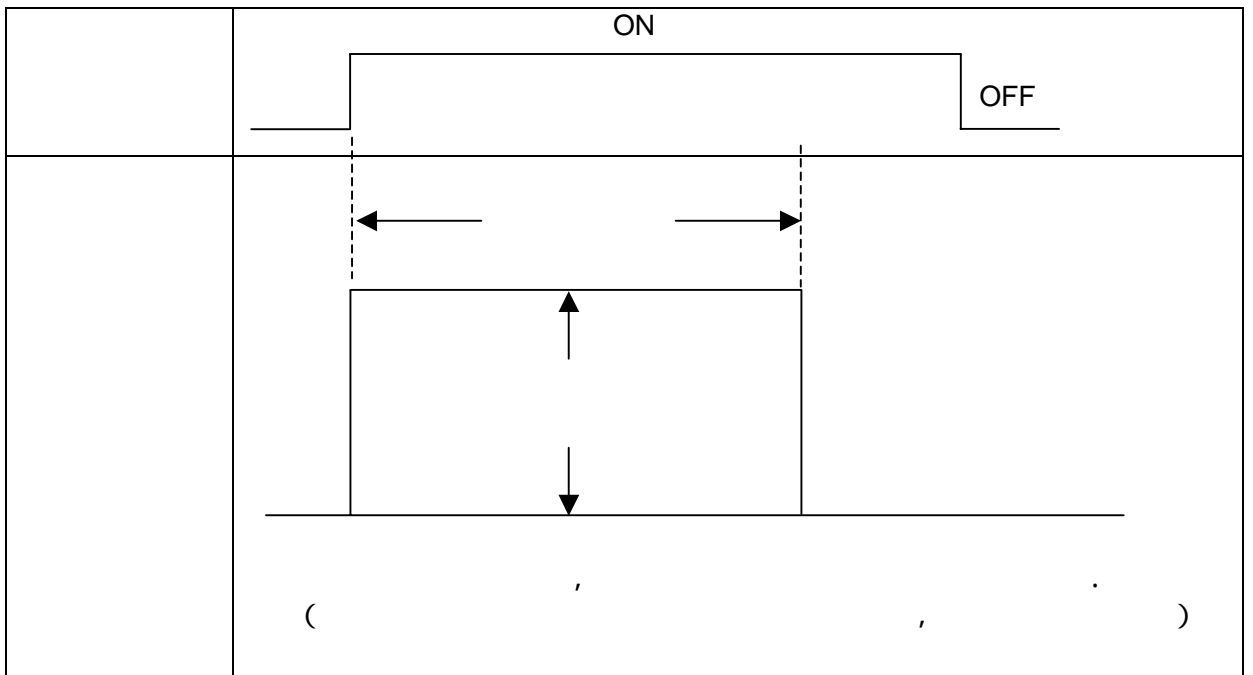 ON
OFF
, .
( , )